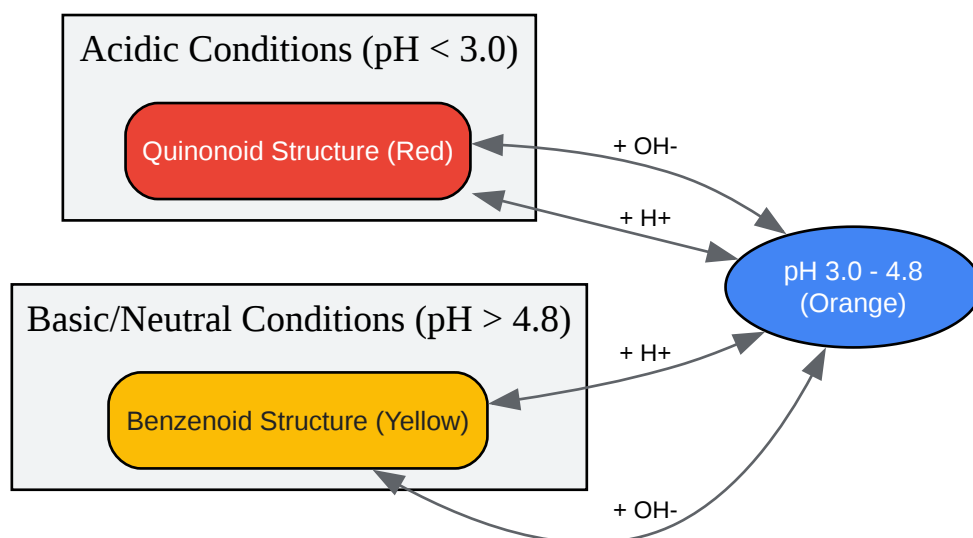 Acidic Conditions (pH < 3.0)
Quinonoid Structure (Red)
+ OH-
+ H+
pH 3.0 - 4.8
(Orange)
Basic/Neutral Conditions (pH > 4.8)
+ H+
Benzenoid Structure (Yellow)
+ OH-